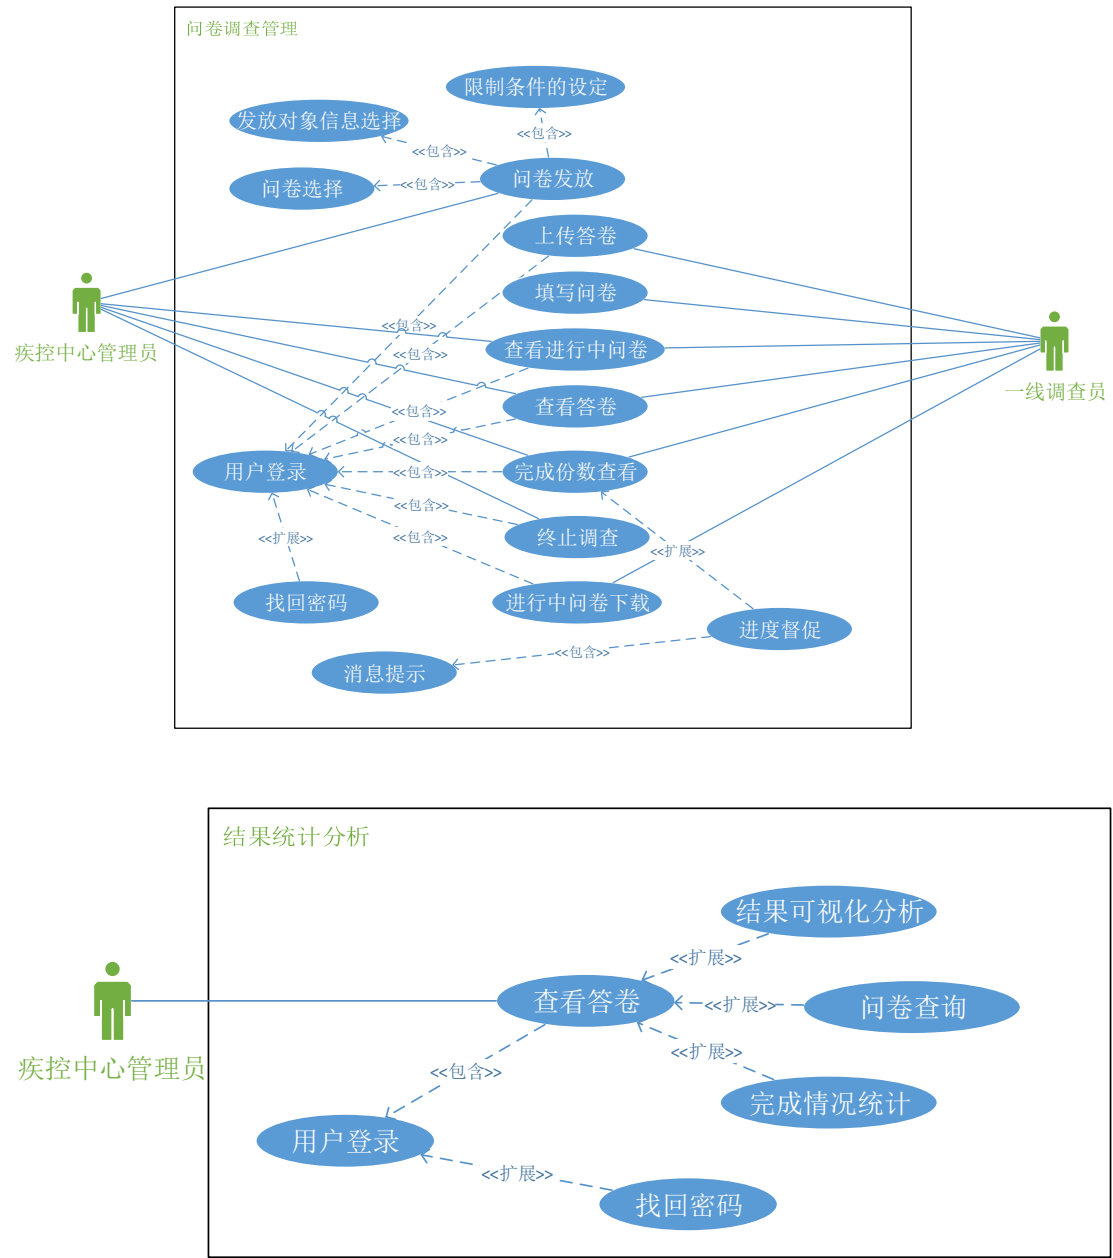 问卷调查管理
限制条件的设定
发放对象信息选择
<<包含>>
<<包含>>
问卷选择
<<包含>>
问卷发放
上传答卷
填写问卷
<<包含>>
疾控中心管理员
查看进行中问卷
<<包含>>
一线调查员
查看答卷
<<包含>>
<<包含>>
用户登录
<<包含>>
完成份数查看
<<包含>>
<<扩展>>
<<包含>>
终止调查
<<扩展>>
找回密码
进行中问卷下载
进度督促
<<包含>>
消息提示
结果统计分析
结果可视化分析
<<扩展>>
查看答卷
<<扩展>>
问卷查询
<<扩展>>
疾控中心管理员
<<包含>>
完成情况统计
用户登录
<<扩展>>
找回密码